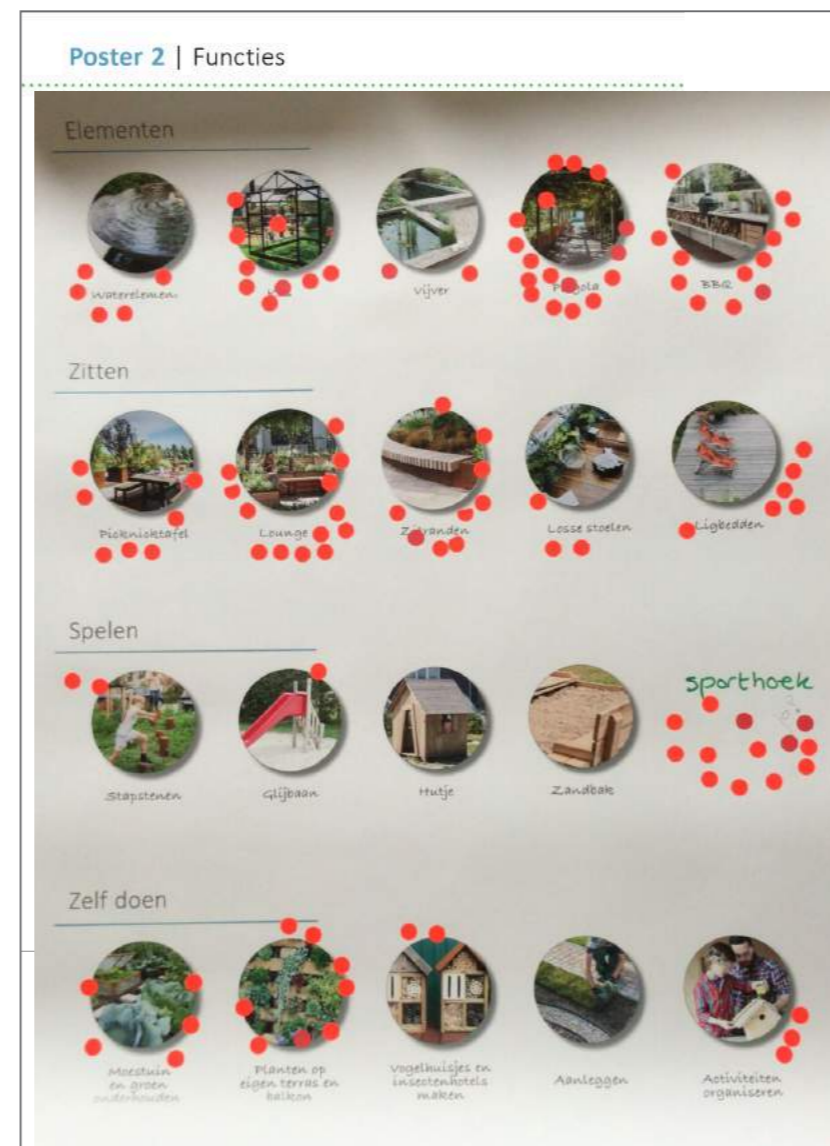 Poster 2 | Functies
Elementen
Waterelemen.
Vijver
BBQ
Zitten
Picknicktafel
Lounge
Zitranden
Losse stoelen
Ligbedden
Spelen
sporthoek
Stapstenen
Glijbaan
Hutje
Zandbak
Zelf doen
Moestuin
en groen
onderhouden
Planten op
eigen terras en
balkon
Vogelhuisjes en
insectenhotels
maken
Aanleggen
Activiteiten
organiseren